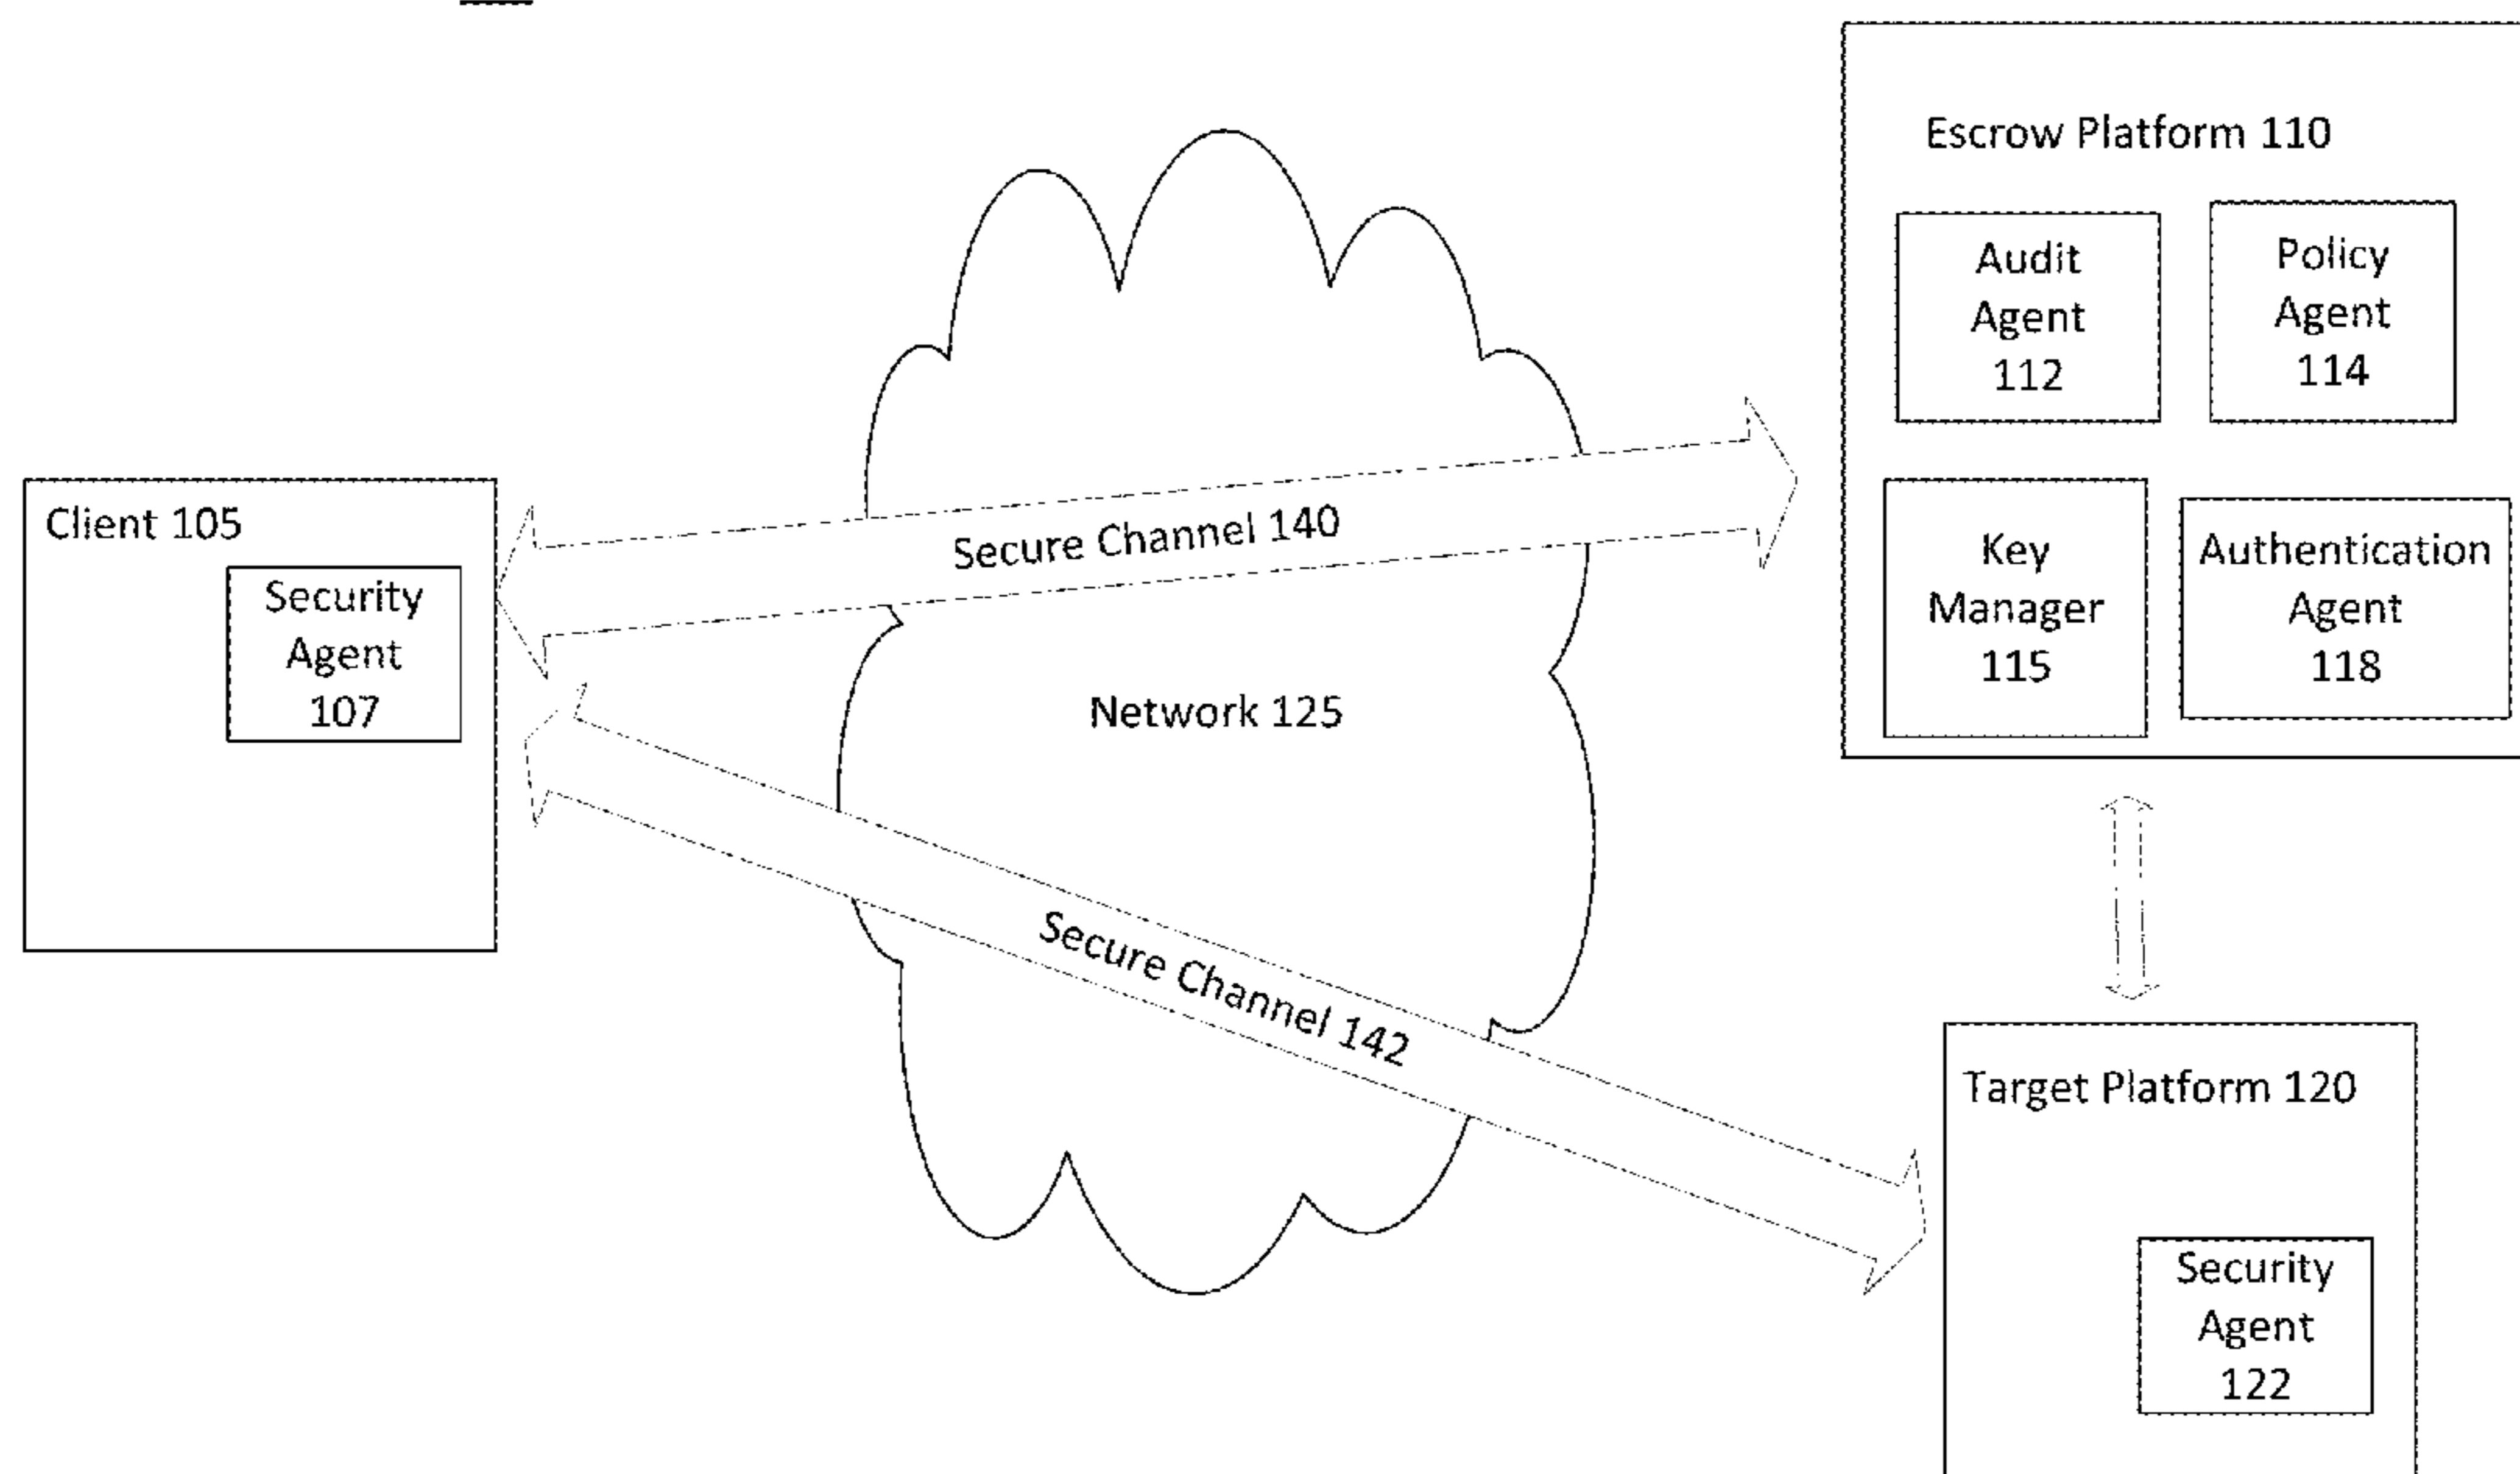 Escrow Platform 110
Audit
Agent
112
Policy
Agent
114
Client 105
Security
Agent
107
Secure Channel 140
Key
Manager
115
Authentication
Agent
118
Network 125
Secure Channel 142
Target Platform 120
Security
Agent
122